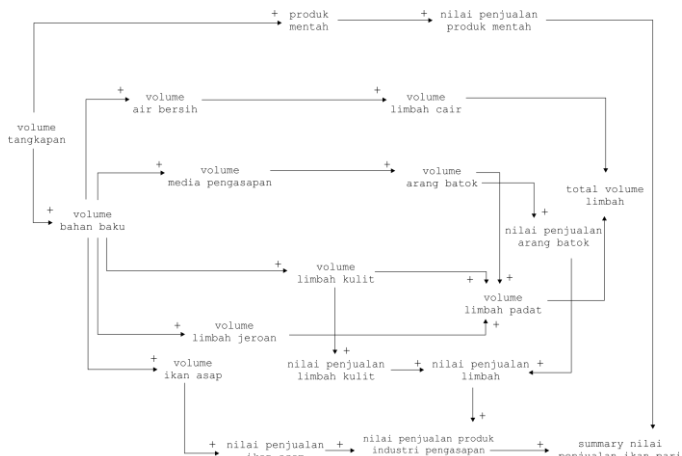 produk
mentah
+
nilai penjualan
produk mentah
+
volume
air bersih
+
volume
limbah cair
+
volume
tangkapan
volume
media pengasapan
+
volume
arang batok
+
total volume
limbah
+
volume
bahan baku
+
nilai penjualan
arang batok
+
volume
limbah kulit
+
+
volume
limbah padat
+
volume
limbah jeroan
+
+
volume
ikan asap
+
nilai penjualan
limbah kulit
+
nilai penjualan
limbah
+
+
nilai penjualan
+
nilai penjualan produk
industri pengasapan
+
summary nilai
penjualan ikan pari